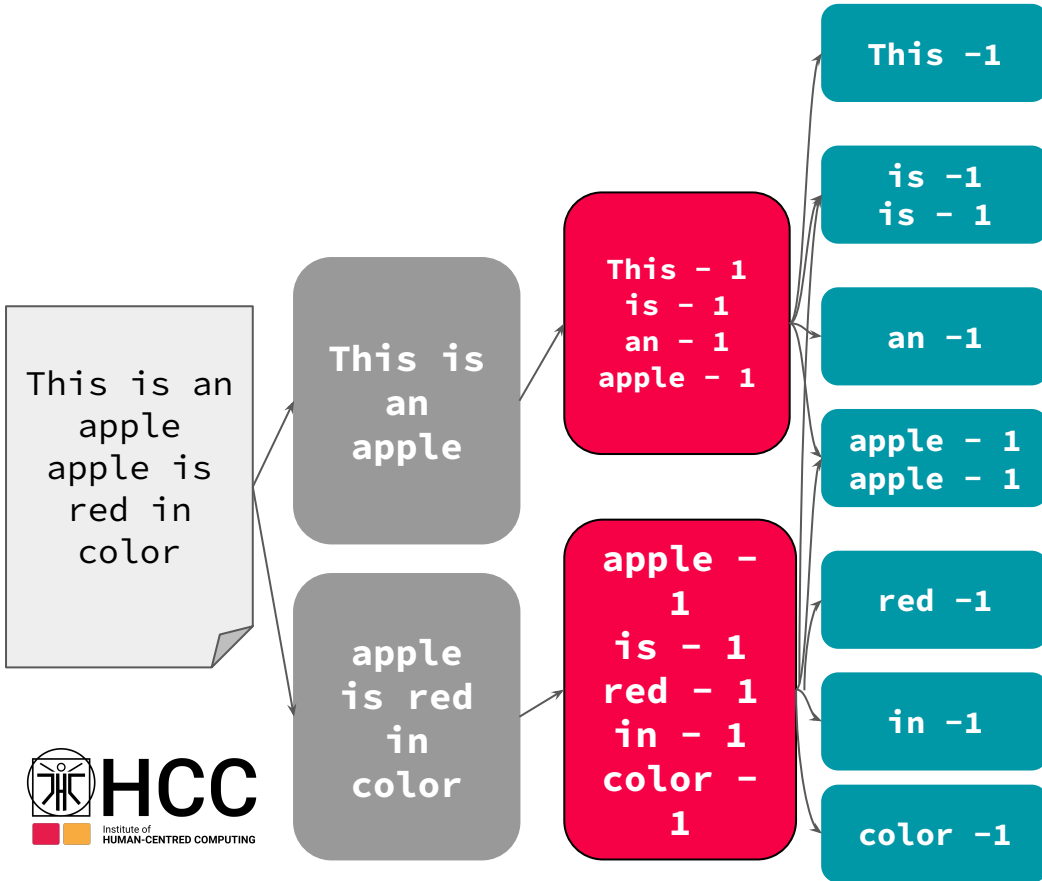 This is an
apple
apple is
red in
color
This is
an
apple
apple
is red
in
color
This - 1
is - 1
an - 1
apple - 1
apple -
1
is - 1
red - 1
in - 1
color -
1
This -1
is -1
is - 1
an -1
apple - 1
apple - 1
red -1
in -1
color -1
HCC
Institute of
HUMAN-CENTRED COMPUTING